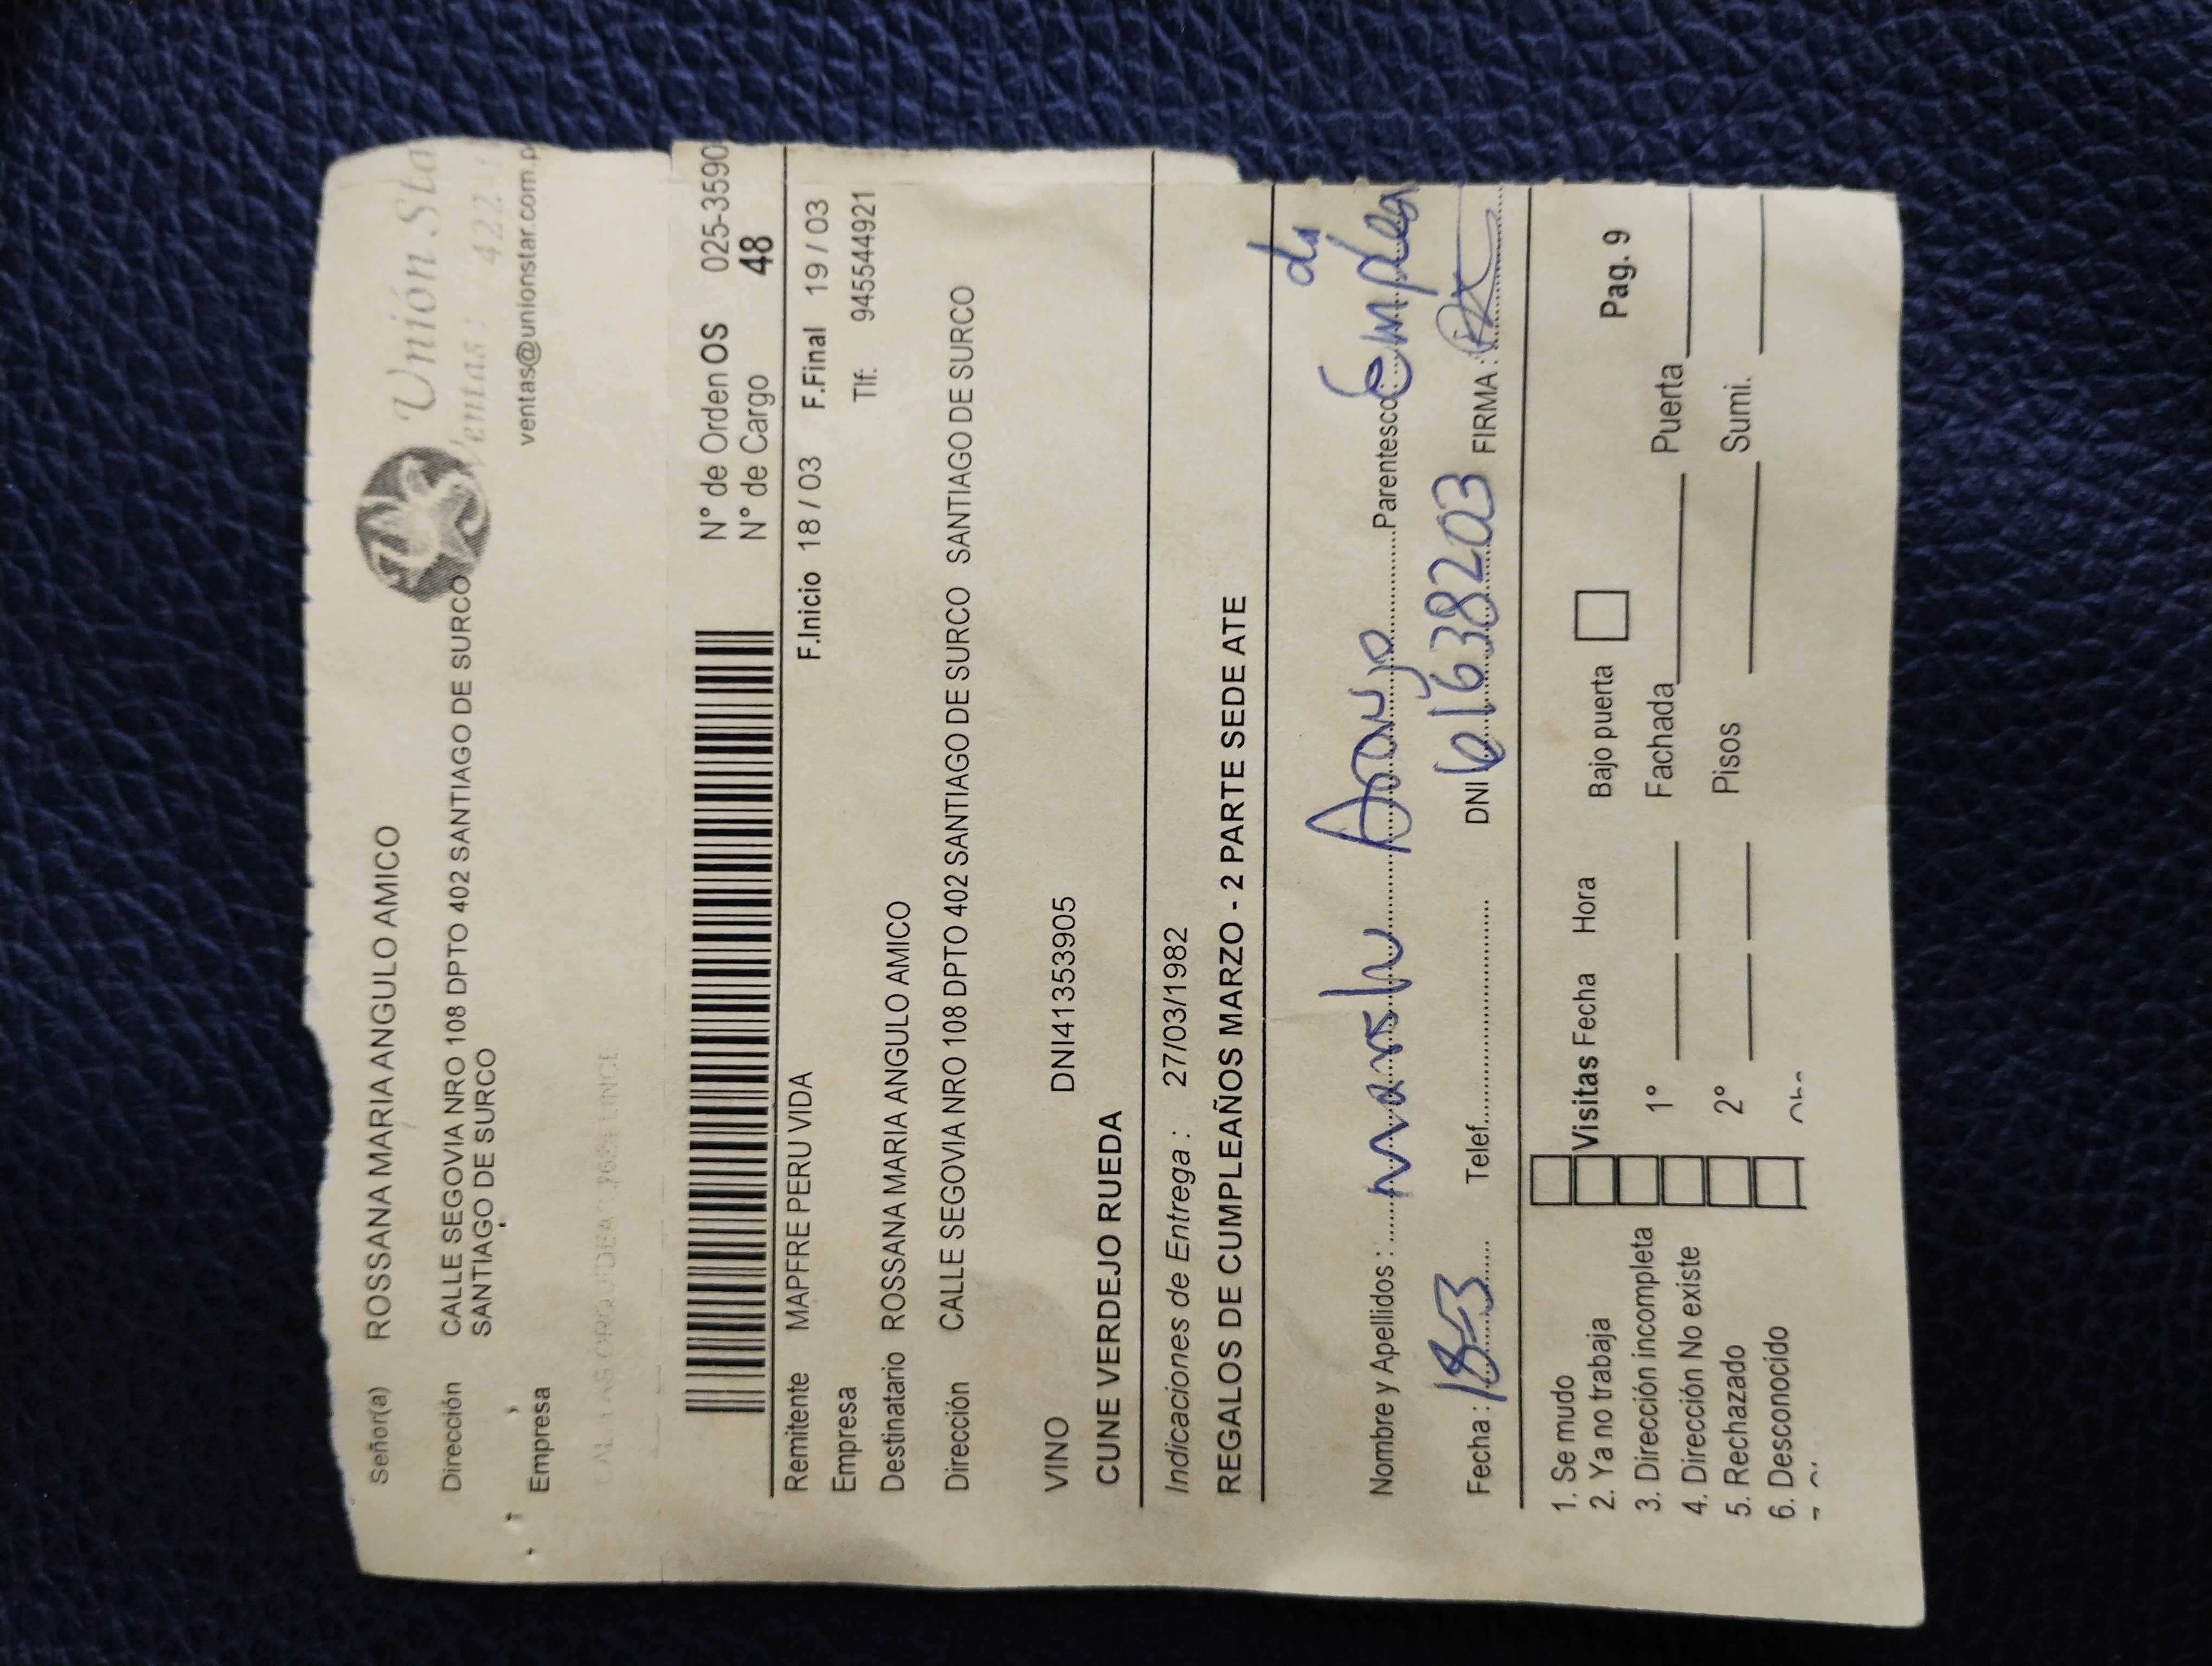 Señor(a) ROSSANA MARIA ANGULO AMICO
Unión Sta
Ventas: 422
Dirección CALLE SEGOVIA NRO 108 DPTO 402 SANTIAGO DE SURCO
SANTIAGO DE SURCO
ventas@unionstar.com.p
Empresa
N° de Orden OS 025-3590
N° de Cargo 48
Remitente MAPFRE PERU VIDA F.Inicio 18 / 03 F.Final 19 / 03
Empresa Tlf: 945544921
Destinatario ROSSANA MARIA ANGULO AMICO
Dirección CALLE SEGOVIA NRO 108 DPTO 402 SANTIAGO DE SURCO SANTIAGO DE SURCO
VINO DNI41353905
CUNE VERDEJO RUEDA
Indicaciones de Entrega : 27/03/1982
REGALOS DE CUMPLEAÑOS MARZO - 2 PARTE SEDE ATE
Nombre y Apellidos : Parentesco: Emplea
da
Fecha : 18-3 Telef. DNI 61638203 FIRMA :
1. Se mudo
2. Ya no trabaja Visitas Fecha Hora Bajo puerta Pag. 9
3. Dirección incompleta 1° Fachada Puerta
4. Dirección No existe
5. Rechazado 2° Pisos Sumi.
6. Desconocido